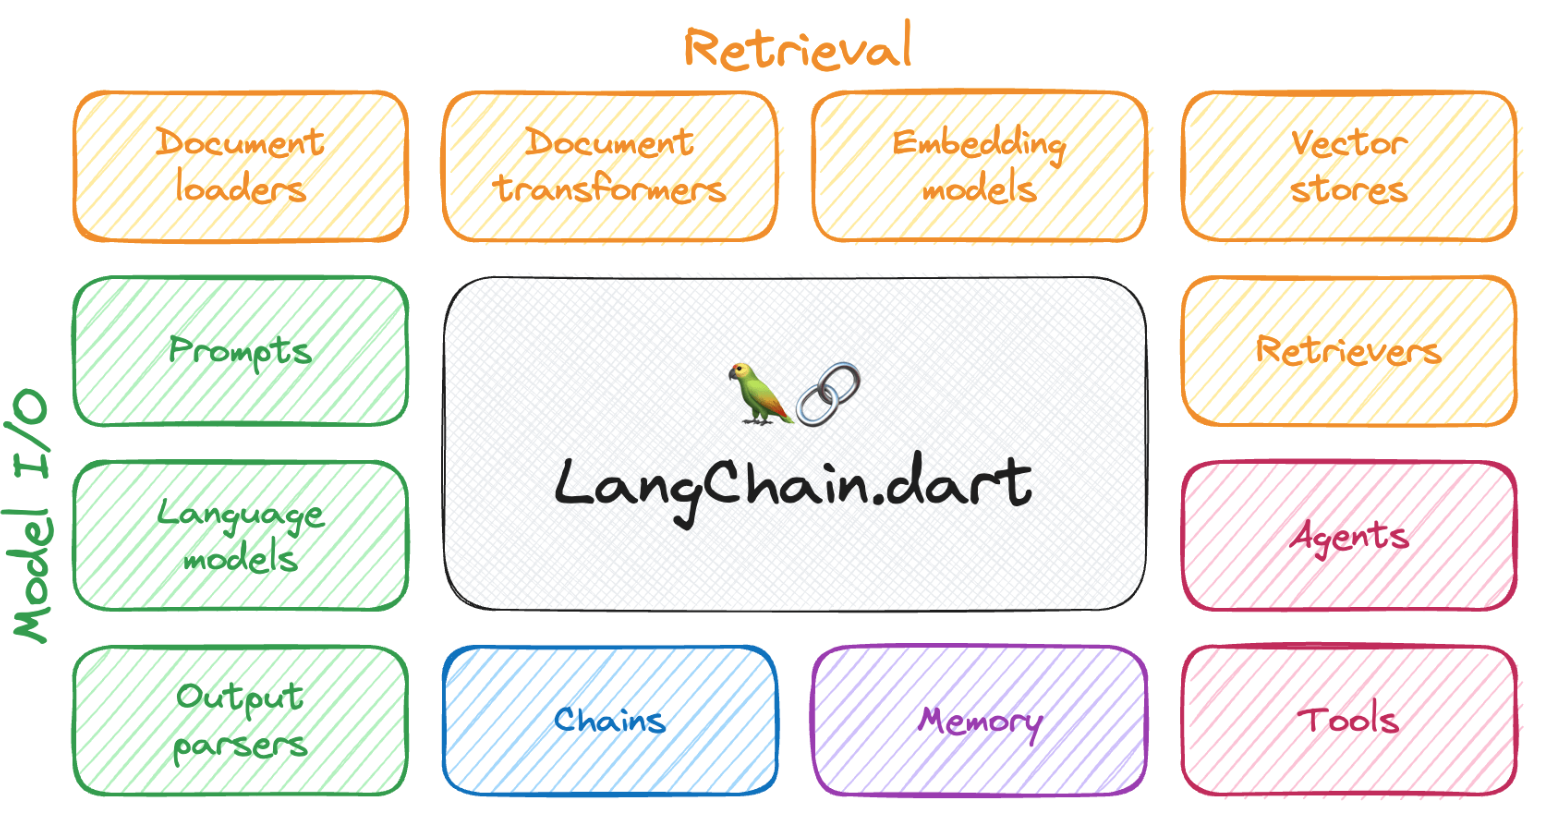 Retrieval
Document
loaders
Document
transformers
Embedding
models
Vector
stores
Model I/O
Prompts
Language
models
Output
parsers
LangChain.dart
Retrievers
Agents
Chains
Memory
Tools